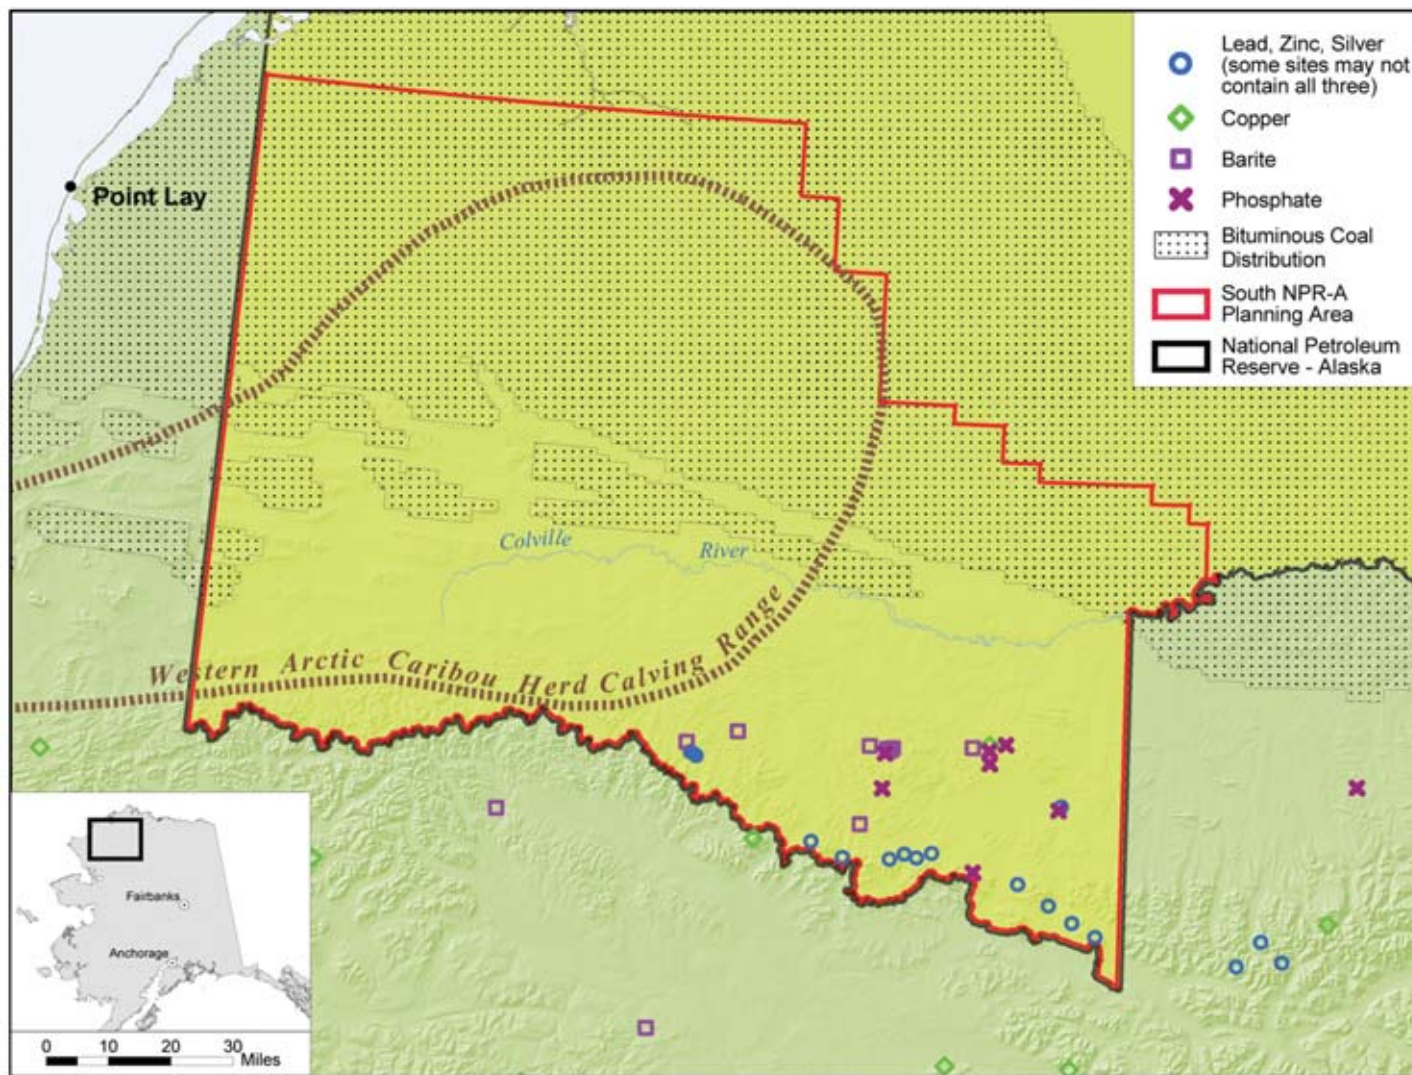 Lead, Zinc, Silver
(some sites may not
contain all three)
Copper
Barite
Phosphate
Bituminous Coal
Distribution
South NPR-A
Planning Area
National Petroleum
Reserve - Alaska
Point Lay
Colville River
Western Arctic Caribou Herd Calving Range
Fairbanks
Anchorage
0 10 20 30
Miles